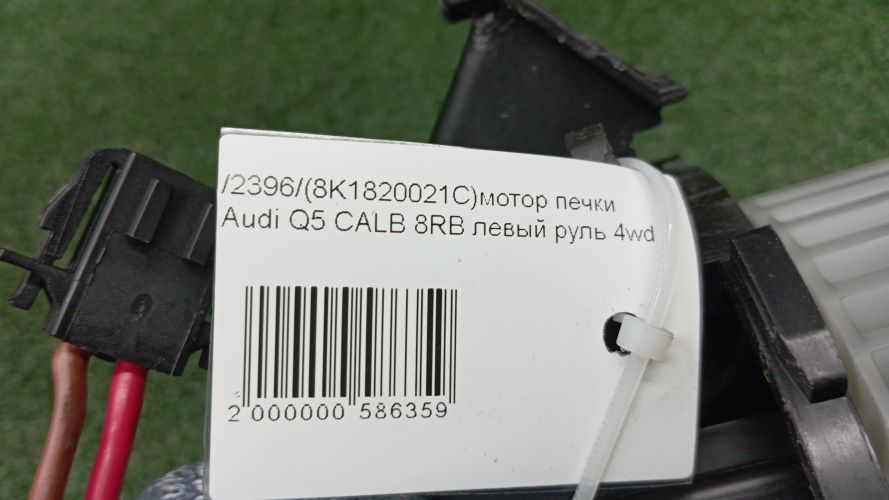 /2396/(8K1820021C)мотор печки
Audi Q5 CALB 8RB левый руль 4wd
2 000000 586359